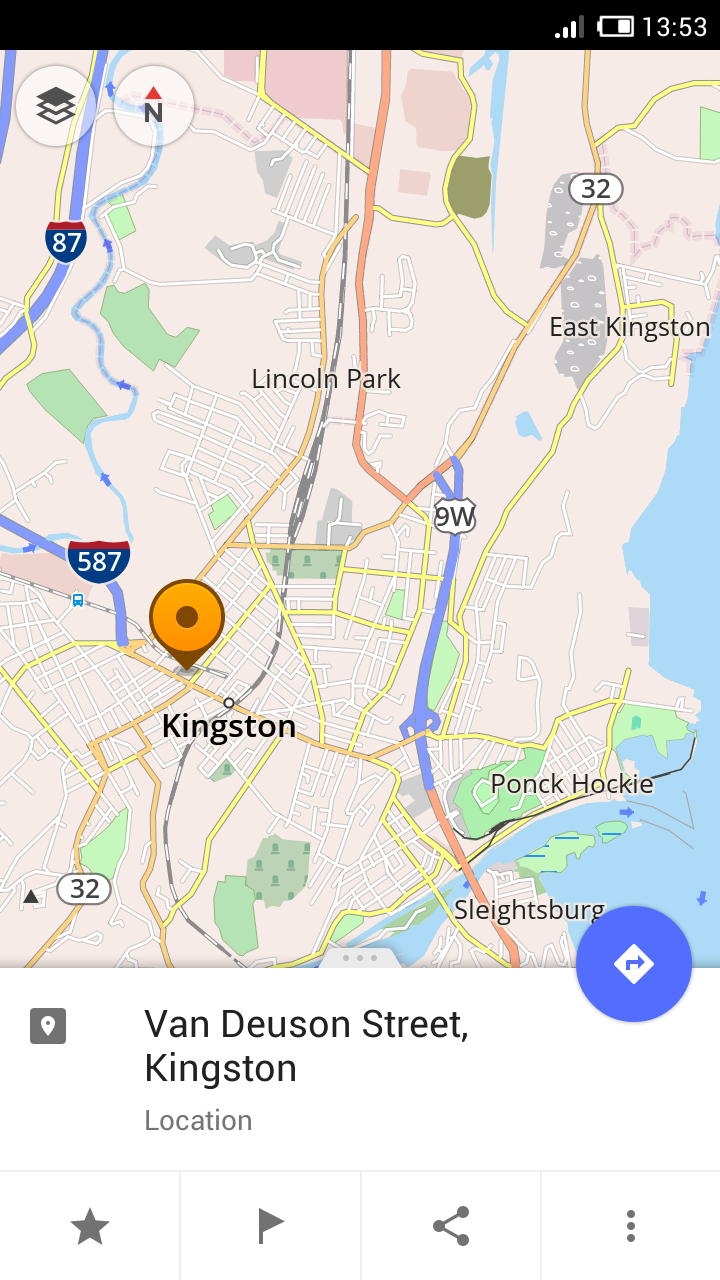 13:53
N
32
87
East Kingston
Lincoln Park
9W
587
Kingston
Ponck Hockie
32
Sleightsburg
Van Deuson Street,
Kingston
Location